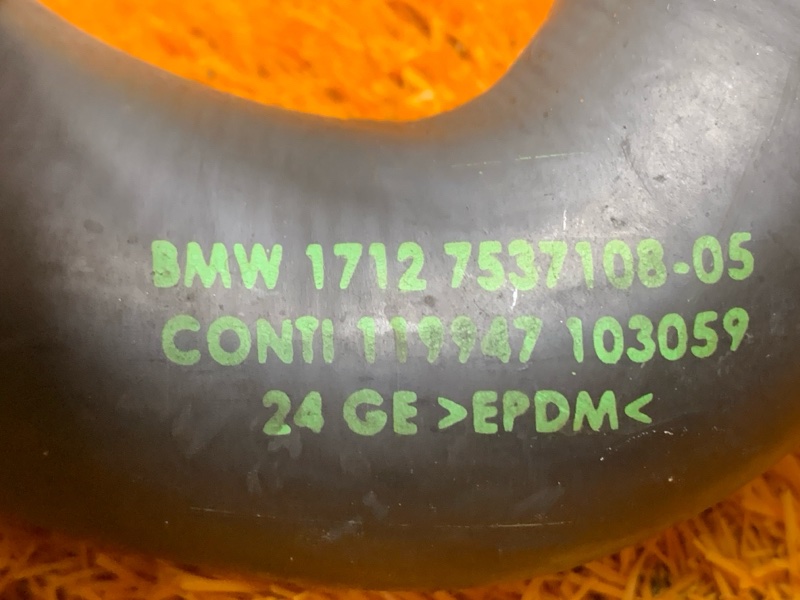 BMW 1712 7537108-05
CONTI 119947 103059
24 GE >EPDM<